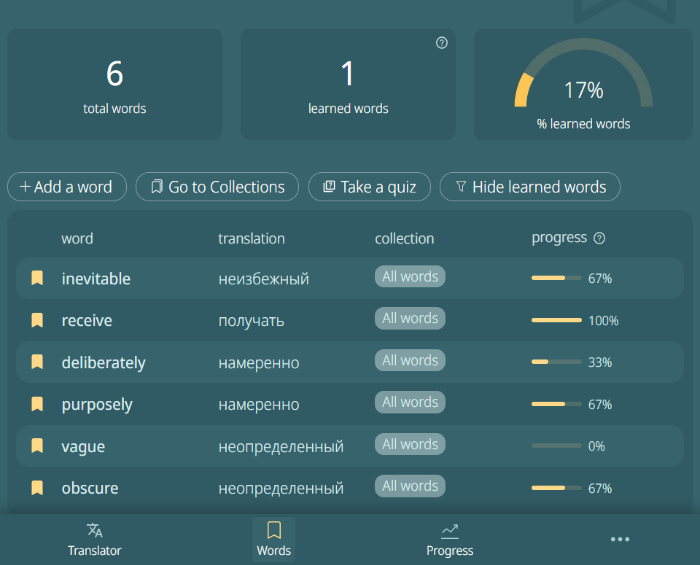 6
total words
1
learned words
17%
% learned words
Add a word
Go to Collections
Take a quiz
Hide learned words
word translation collection progress
inevitable неизбежный All words 67%
receive получать All words 100%
deliberately намеренно All words 33%
purposely намеренно All words 67%
vague неопределенный All words 0%
obscure неопределенный All words 67%
Translator Words Progress